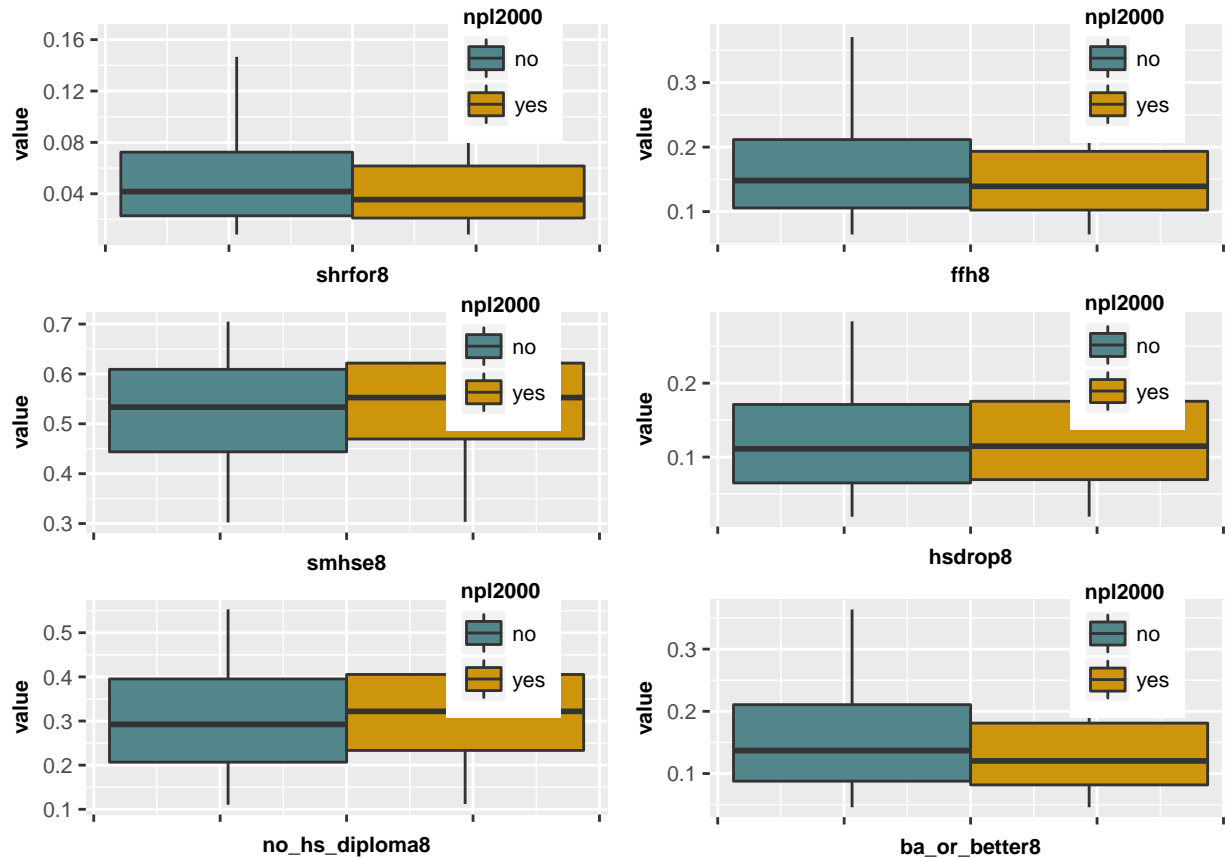 npl2000
no
yes
0.16
0.12
0.08
0.04
value
shrfor8
npl2000
no
yes
0.3
0.2
0.1
value
ffh8
npl2000
no
yes
0.7
0.6
0.5
0.4
0.3
value
smhse8
npl2000
no
yes
0.2
0.1
value
hsdrop8
npl2000
no
yes
0.5
0.4
0.3
0.2
0.1
value
no_hs_diploma8
npl2000
no
yes
0.3
0.2
0.1
value
ba_or_better8